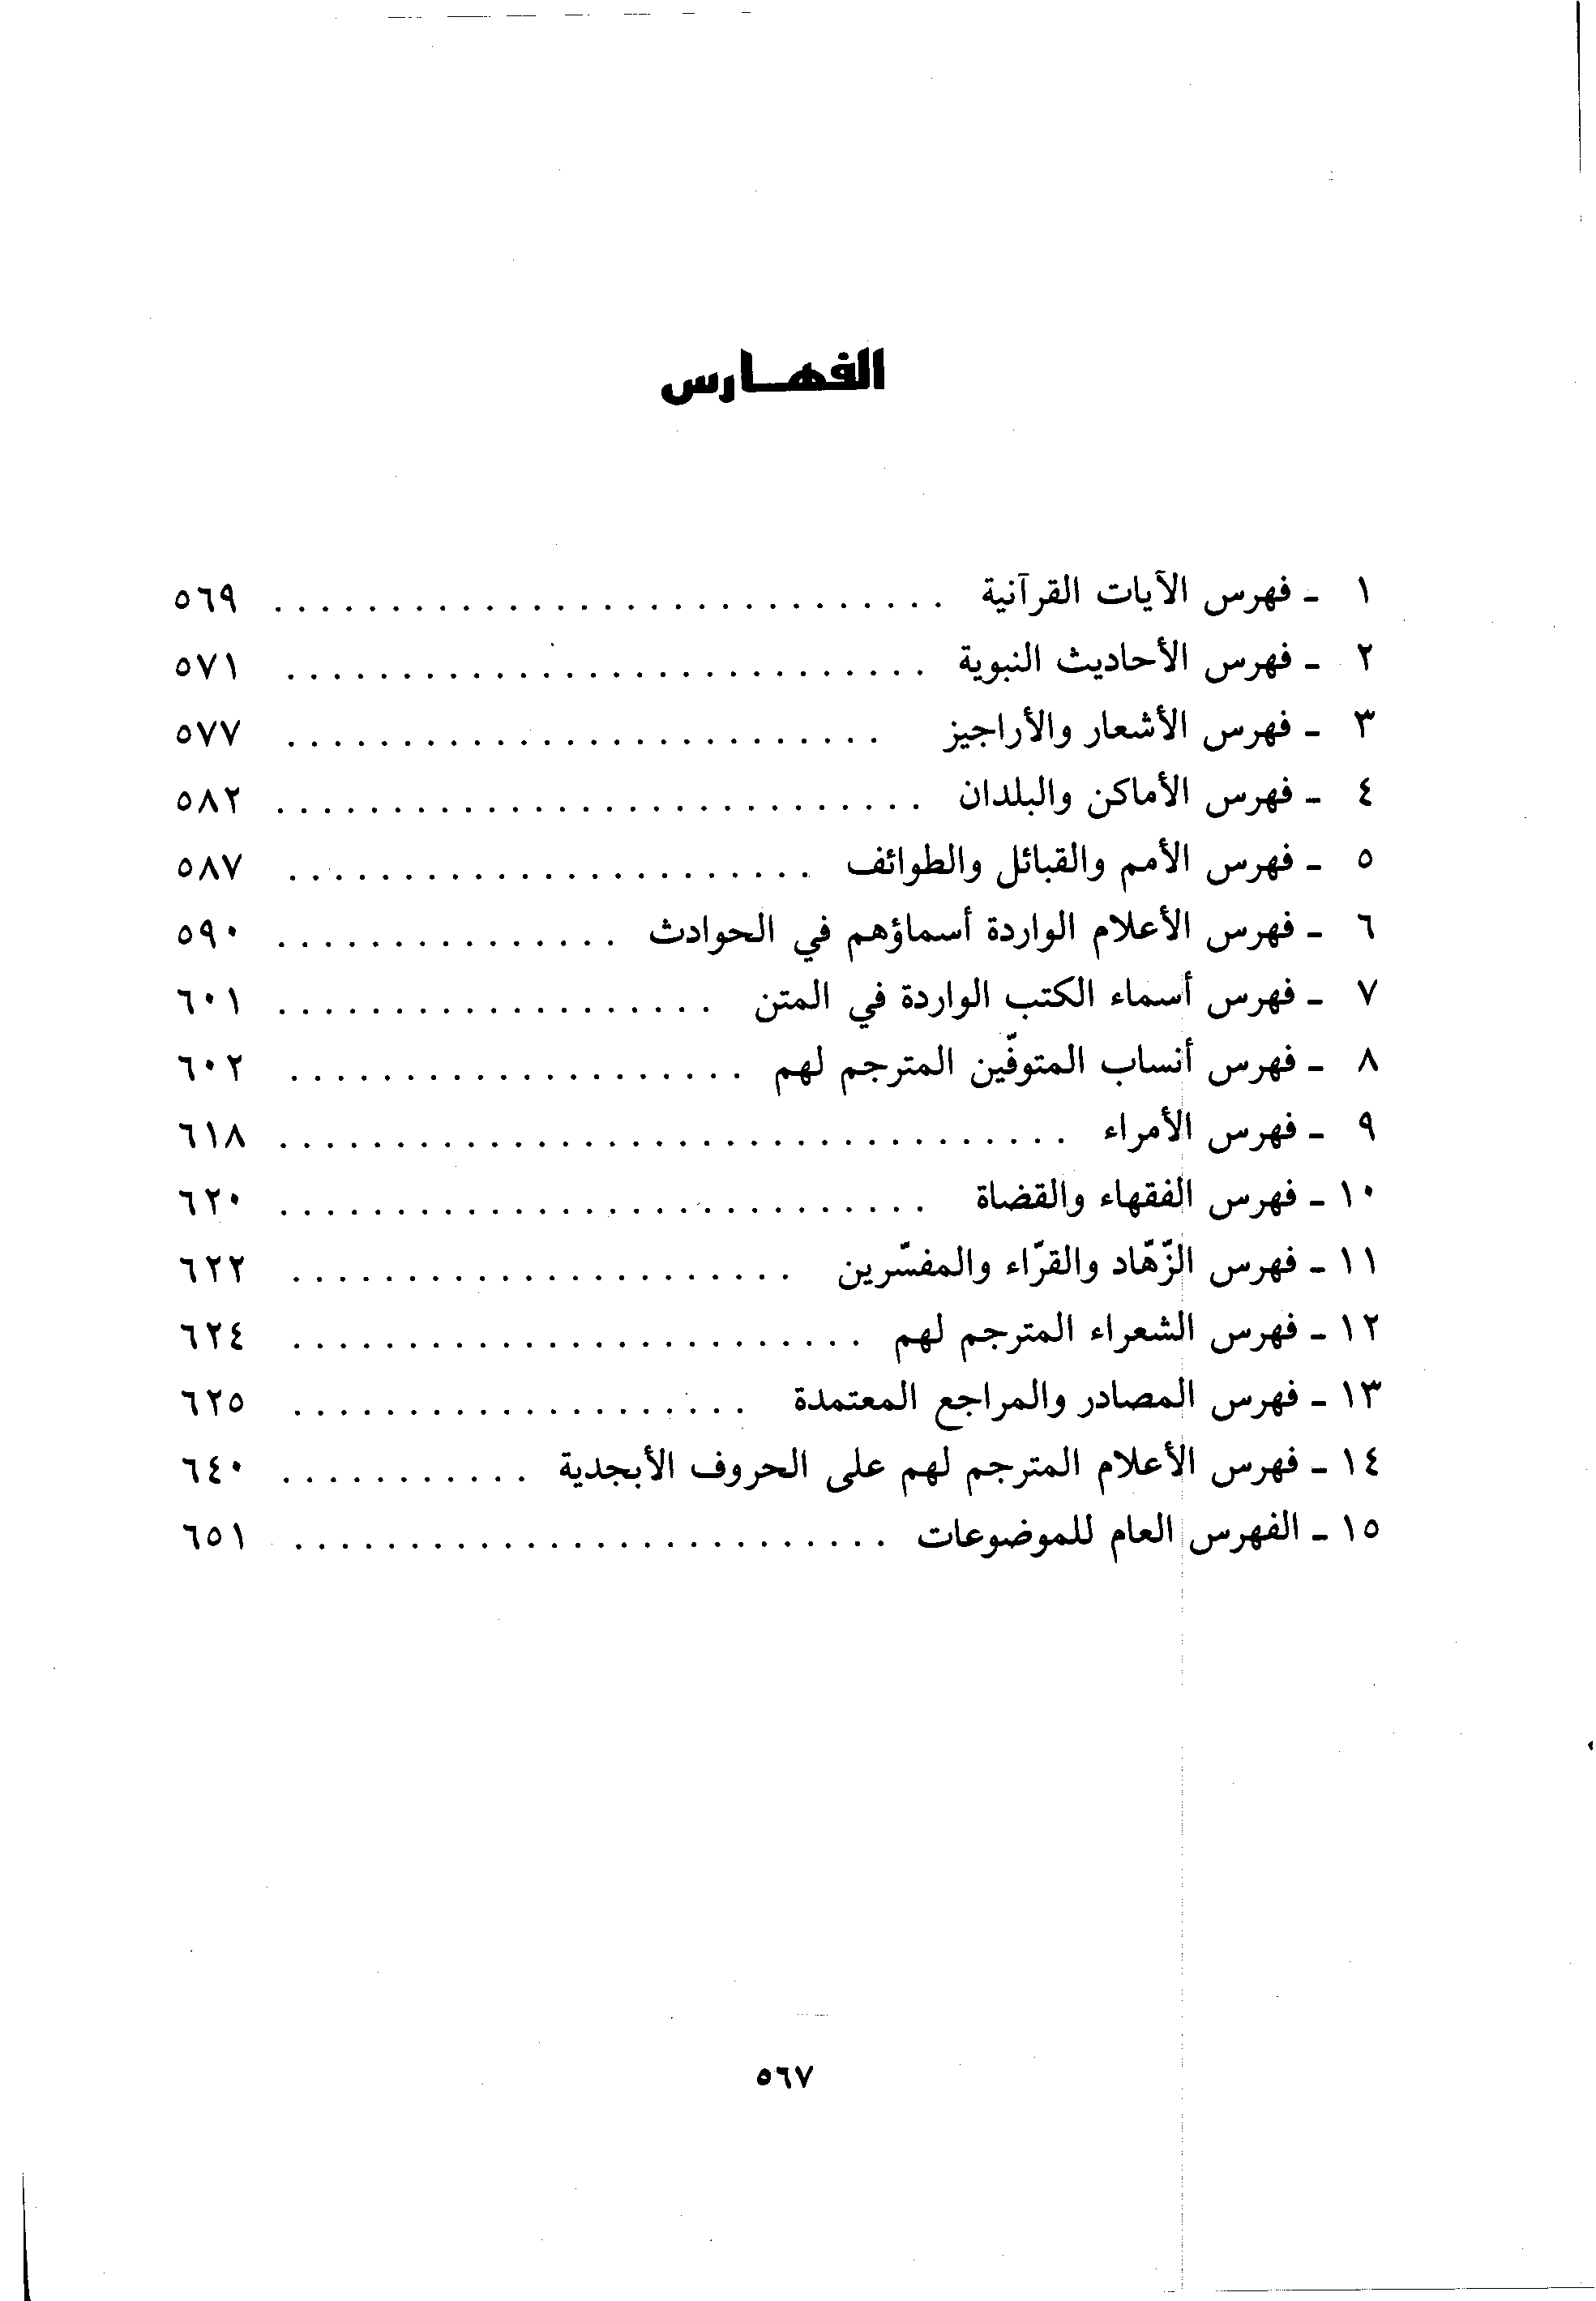 الفهارس
١ - فهرس الآيات القرآنية . . . . . . . . . . . . . . . . . . . . . . . . . . . . . ٥٦٩
٢ - فهرس الأحاديث النبوية . . . . . . . . . . . . . . . . . . . . . . . . . . . . ٥٧١
٣ - فهرس الأشعار والأراجيز . . . . . . . . . . . . . . . . . . . . . . . . . . ٥٧٧
٤ - فهرس الأماكن والبلدان . . . . . . . . . . . . . . . . . . . . . . . . . . . . ٥٨٢
٥ - فهرس الأمم والقبائل والطوائف . . . . . . . . . . . . . . . . . . . . . . . ٥٨٧
٦ - فهرس الأعلام الواردة أسماؤهم في الحوادث . . . . . . . . . . . . . . . ٥٩٠
٧ - فهرس أسماء الكتب الواردة في المتن . . . . . . . . . . . . . . . . . . . ٦٠١
٨ - فهرس أنساب المتوفّين المترجم لهم . . . . . . . . . . . . . . . . . . . . ٦٠٢
٩ - فهرس الأمراء . . . . . . . . . . . . . . . . . . . . . . . . . . . . . . . . . . ٦١٨
١٠ - فهرس الفقهاء والقضاة . . . . . . . . . . . . . . . . . . . . . . . . . . . . ٦٢٠
١١ - فهرس الزّهّاد والقرّاء والمفسّرين . . . . . . . . . . . . . . . . . . . . . . ٦٢٢
١٢ - فهرس الشعراء المترجم لهم . . . . . . . . . . . . . . . . . . . . . . . . . ٦٢٤
١٣ - فهرس المصادر والمراجع المعتمدة . . . . . . . . . . . . . . . . . . . . ٦٢٥
١٤ - فهرس الأعلام المترجم لهم على الحروف الأبجدية . . . . . . . . . . . ٦٤٠
١٥ - الفهرس العام للموضوعات . . . . . . . . . . . . . . . . . . . . . . . . . . ٦٥١
٥٦٧